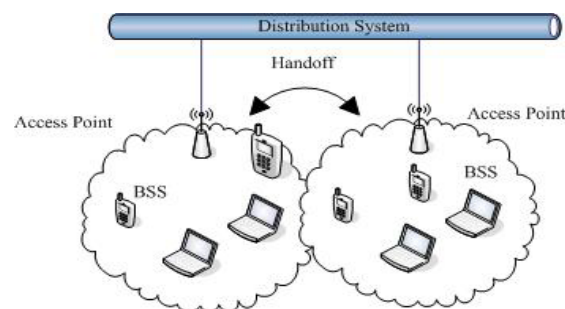 Distribution System
Handoff
Access Point
Access Point
BSS
BSS